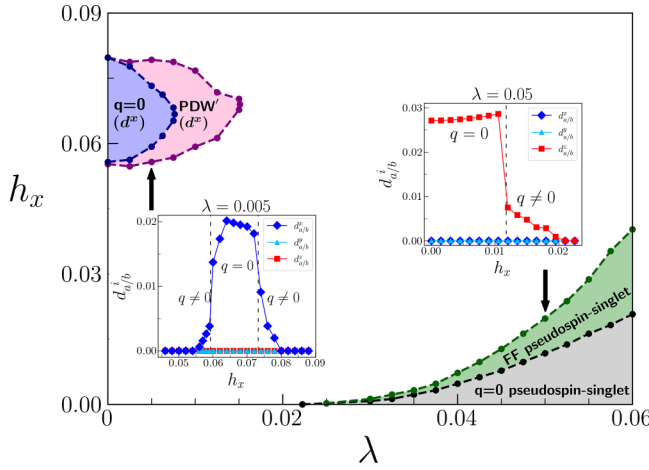 0.09
0.06
0.03
0.00
h_x
q=0
(d^x)
PDW′
(d^x)
λ = 0.05
d^x_{a/b}
d^y_{a/b}
d^z_{a/b}
q = 0
q ≠ 0
0.03
0.02
0.01
0.00
d^i_{a/b}
0.00
0.01
0.02
h_x
λ = 0.005
d^x_{a/b}
d^y_{a/b}
d^z_{a/b}
q = 0
q ≠ 0
q ≠ 0
0.02
0.01
0.00
d^i_{a/b}
0.05
0.06
0.07
0.08
0.09
h_x
FF pseudospin-singlet
q=0 pseudospin-singlet
0
0.02
0.04
0.06
λ